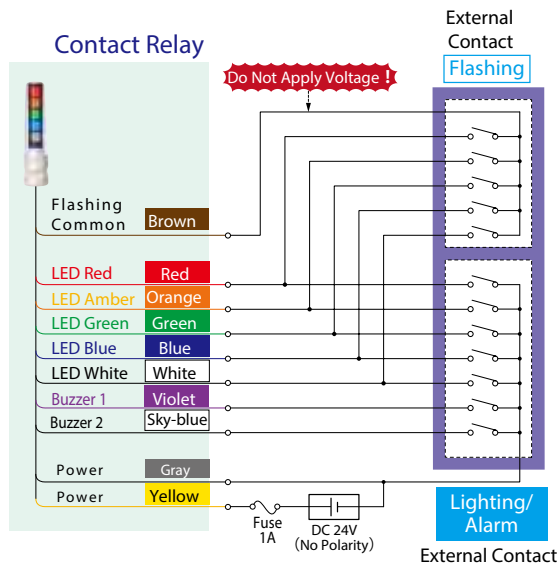 External
Contact
Flashing
Contact Relay
Do Not Apply Voltage !
Flashing
Common
Brown
LED Red
Red
LED Amber
Orange
LED Green
Green
LED Blue
Blue
LED White
White
Buzzer 1
Violet
Buzzer 2
Sky-blue
Power
Gray
Power
Yellow
Fuse
1A
DC 24V
(No Polarity)
Lighting/
Alarm
External Contact